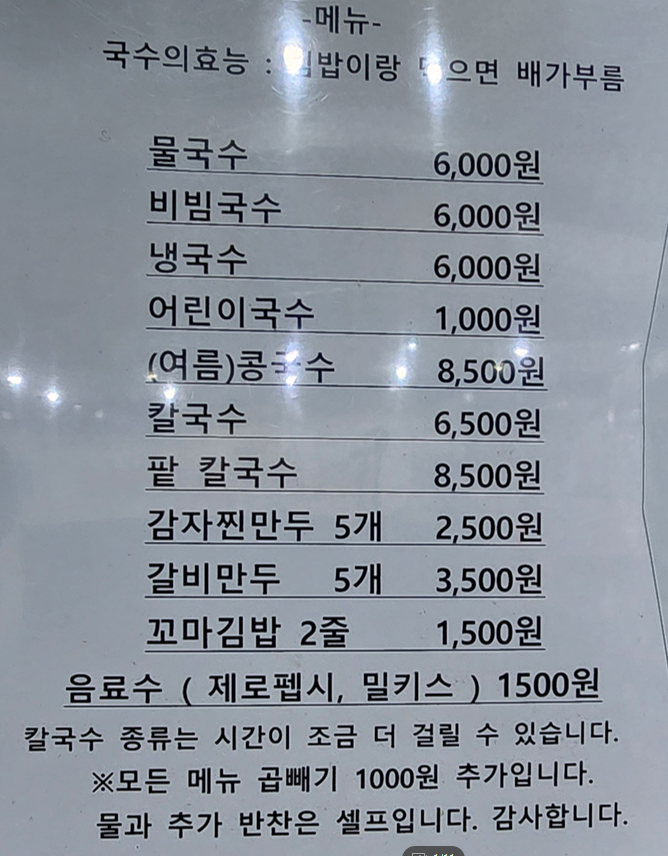 -메뉴-
국수의효능 : 김밥이랑 먹으면 배가부름
물국수 6,000원
비빔국수 6,000원
냉국수 6,000원
어린이국수 1,000원
(여름)콩국수 8,500원
칼국수 6,500원
팥 칼국수 8,500원
감자찐만두 5개 2,500원
갈비만두 5개 3,500원
꼬마김밥 2줄 1,500원
음료수 ( 제로펩시, 밀키스 ) 1500원
칼국수 종류는 시간이 조금 더 걸릴 수 있습니다.
※모든 메뉴 곱빼기 1000원 추가입니다.
물과 추가 반찬은 셀프입니다. 감사합니다.